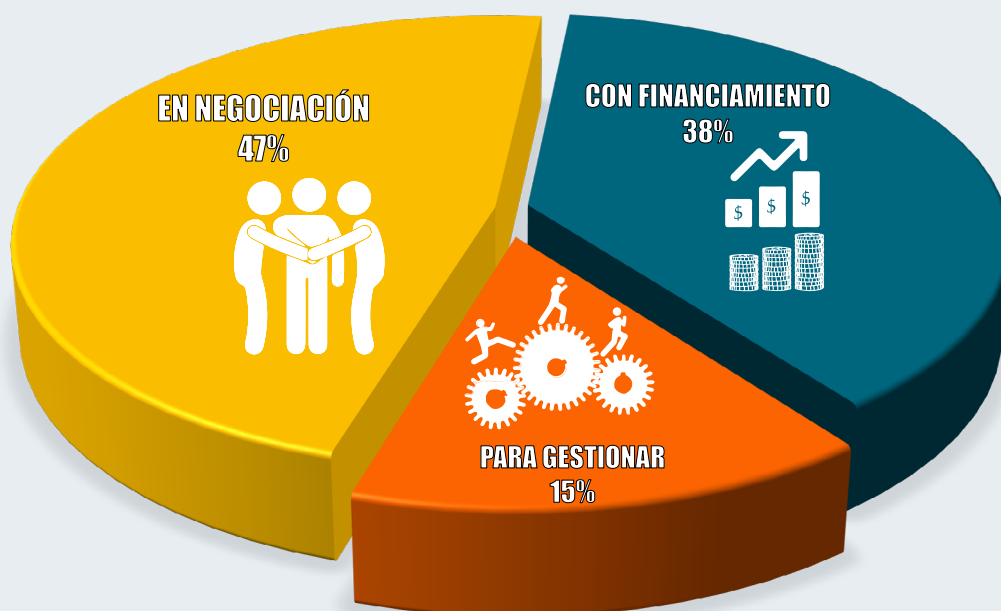 EN NEGOCIACIÓN
47%
CON FINANCIAMIENTO
38%
$ $ $
PARA GESTIONAR
15%